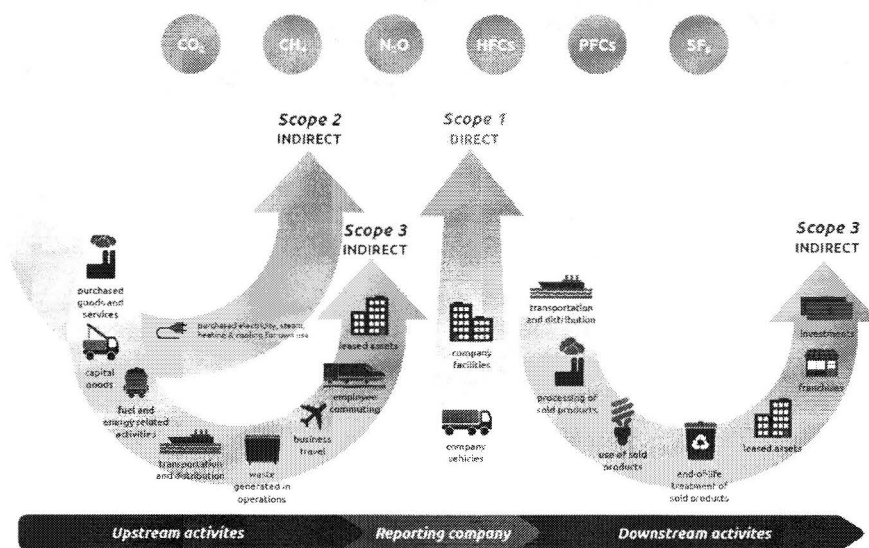 CO₂
CH₄
N₂O
HFCs
PFCs
SF₆
Scope 2
INDIRECT
Scope 1
DIRECT
Scope 3
INDIRECT
Scope 3
INDIRECT
purchased
goods and
services
purchased electricity, steam,
heating & cooling for own use
capital
goods
fuel and
energy related
activities
transportation
and distribution
waste
generated in
operations
business
travel
employee
commuting
leased assets
company
facilities
company
vehicles
transportation
and distribution
processing of
sold products
use of sold
products
end-of-life
treatment of
sold products
leased assets
franchises
investments
Upstream activites
Reporting company
Downstream activites